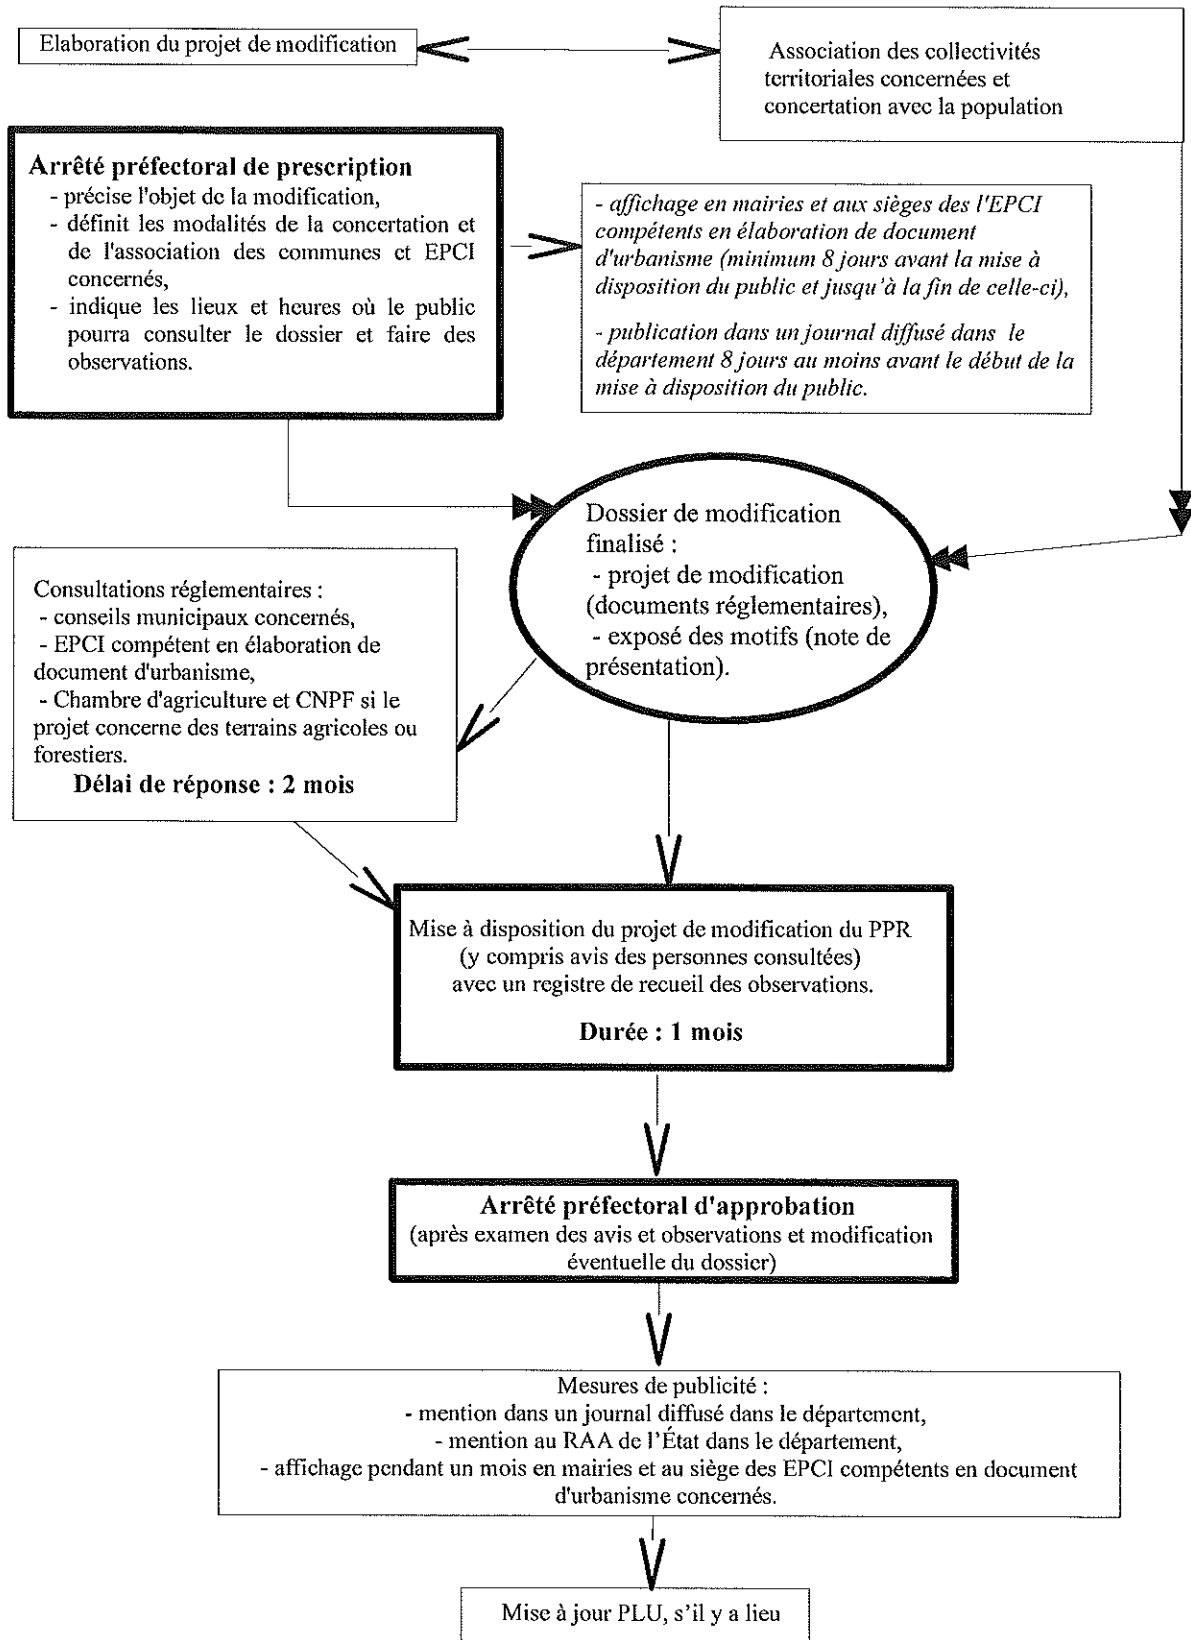 Elaboration du projet de modification
Association des collectivités
territoriales concernées et
concertation avec la population
Arrêté préfectoral de prescription
- précise l'objet de la modification,
- définit les modalités de la concertation et
de l'association des communes et EPCI
concernés,
- indique les lieux et heures où le public
pourra consulter le dossier et faire des
observations.
- affichage en mairies et aux sièges des l'EPCI
compétents en élaboration de document
d'urbanisme (minimum 8 jours avant la mise à
disposition du public et jusqu'à la fin de celle-ci),
- publication dans un journal diffusé dans le
département 8 jours au moins avant le début de la
mise à disposition du public.
Dossier de modification
finalisé :
- projet de modification
(documents réglementaires),
- exposé des motifs (note de
présentation).
Consultations réglementaires :
- conseils municipaux concernés,
- EPCI compétent en élaboration de
document d'urbanisme,
- Chambre d'agriculture et CNPF si le
projet concerne des terrains agricoles ou
forestiers.
Délai de réponse : 2 mois
Mise à disposition du projet de modification du PPR
(y compris avis des personnes consultées)
avec un registre de recueil des observations.
Durée : 1 mois
Arrêté préfectoral d'approbation
(après examen des avis et observations et modification
éventuelle du dossier)
Mesures de publicité :
- mention dans un journal diffusé dans le département,
- mention au RAA de l'État dans le département,
- affichage pendant un mois en mairies et au siège des EPCI compétents en document
d'urbanisme concernés.
Mise à jour PLU, s'il y a lieu